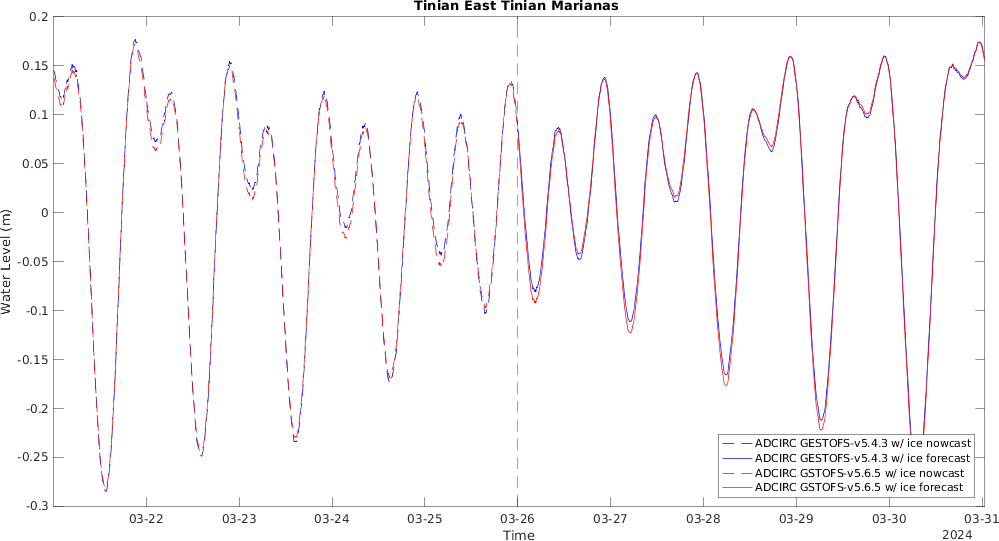 Tinian East Tinian Marianas
0.2
0.15
0.1
0.05
0
-0.05
-0.1
-0.15
-0.2
-0.25
-0.3
Water Level (m)
ADCIRC GESTOFS-v5.4.3 w/ ice nowcast
ADCIRC GESTOFS-v5.4.3 w/ ice forecast
ADCIRC GSTOFS-v5.6.5 w/ ice nowcast
ADCIRC GSTOFS-v5.6.5 w/ ice forecast
03-22 03-23 03-24 03-25 03-26 03-27 03-28 03-29 03-30 03-31
Time
2024